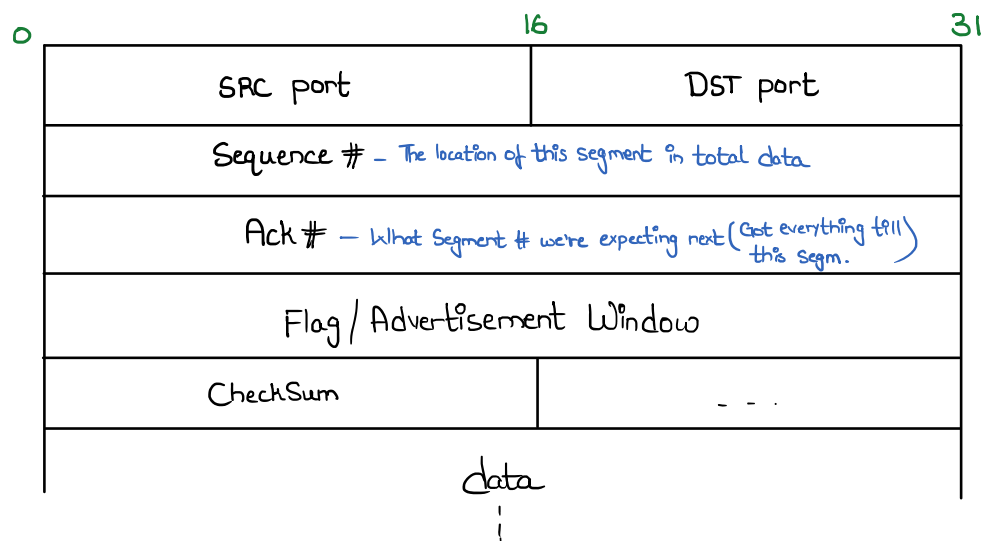 0 16 31
SRC port DST port
Sequence # - The location of this segment in total data
Ack # - What Segment # we're expecting next (Got everything till
this segm.)
Flag / Advertisement Window
CheckSum - - .
data